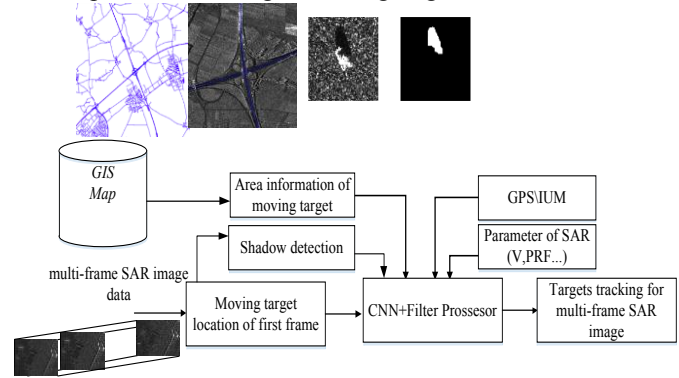 GIS
Map
Area information of
moving target
GPS\IUM
Shadow detection
Parameter of SAR
(V,PRF...)
multi-frame SAR image
data
Moving target
location of first frame
CNN+Filter Prossesor
Targets tracking for
multi-frame SAR
image